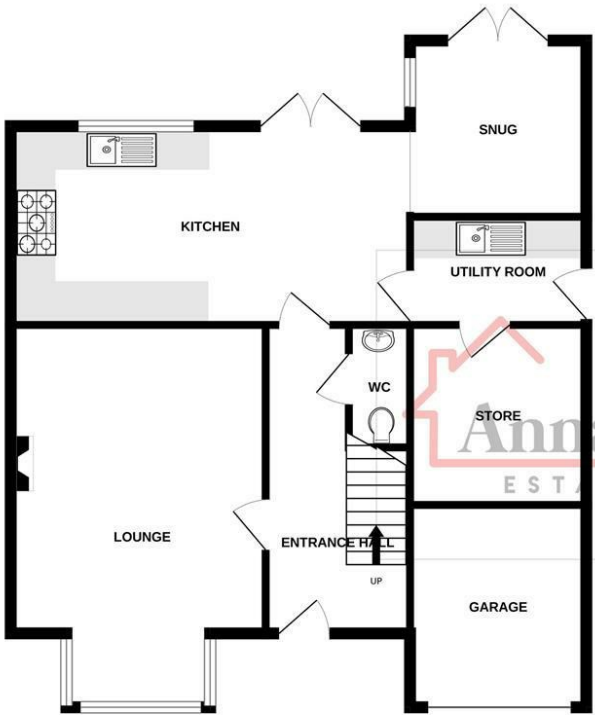 SNUG
KITCHEN
UTILITY ROOM
WC
STORE
LOUNGE
ENTRANCE HALL
UP
GARAGE